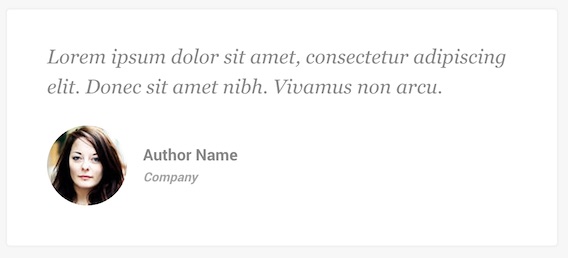 Lorem ipsum dolor sit amet, consectetur adipiscing
elit. Donec sit amet nibh. Vivamus non arcu.
Author Name
Company